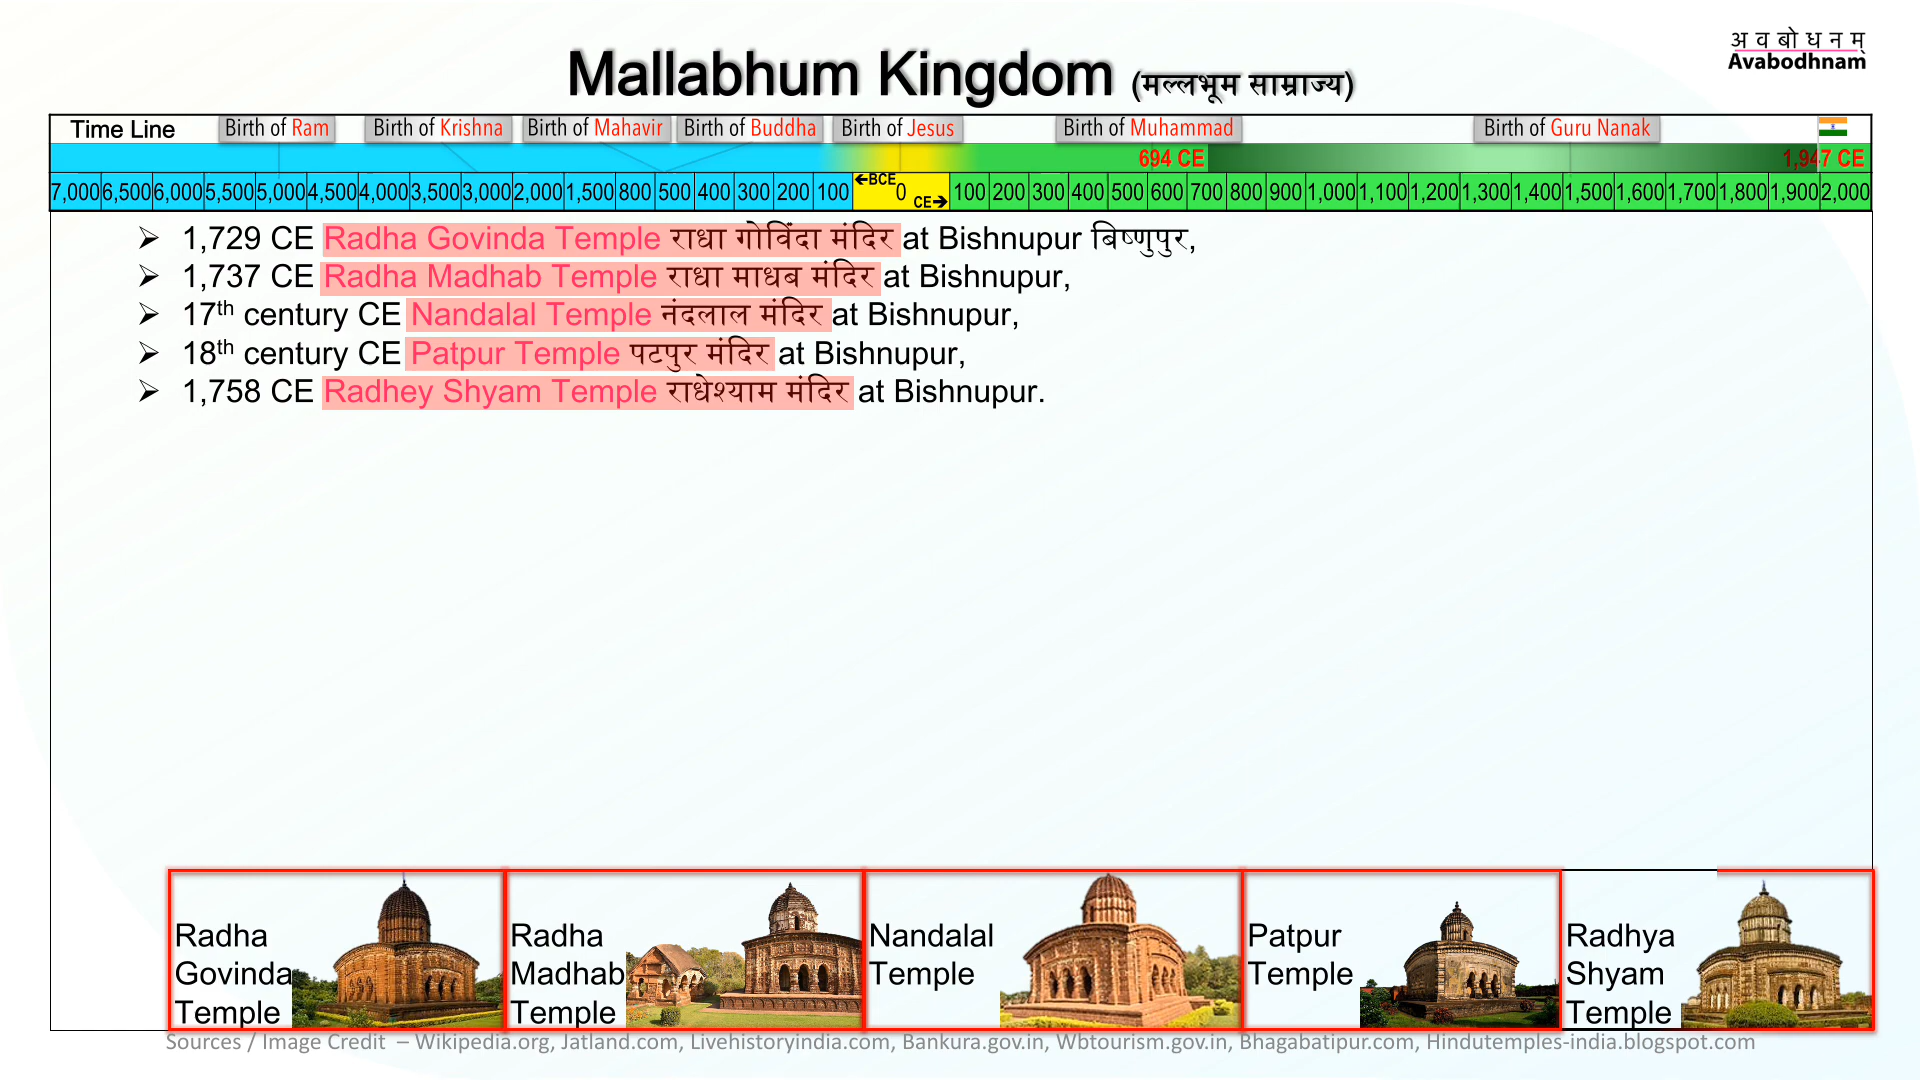 अ व बो ध न म्
Avabodhnam
Mallabhum Kingdom (मल्लभूम साम्राज्य)
Time Line Birth of Ram Birth of Krishna Birth of Mahavir Birth of Buddha Birth of Jesus Birth of Muhammad Birth of Guru Nanak
694 CE 1,947 CE
7,000 6,500 6,000 5,500 5,000 4,500 4,000 3,500 3,000 2,000 1,500 800 500 400 300 200 100 ←BCE 0 CE→ 100 200 300 400 500 600 700 800 900 1,000 1,100 1,200 1,300 1,400 1,500 1,600 1,700 1,800 1,900 2,000
➢ 1,729 CE Radha Govinda Temple राधा गोविंदा मंदिर at Bishnupur बिष्णुपुर,
➢ 1,737 CE Radha Madhab Temple राधा माधब मंदिर at Bishnupur,
➢ 17th century CE Nandalal Temple नंदलाल मंदिर at Bishnupur,
➢ 18th century CE Patpur Temple पटपुर मंदिर at Bishnupur,
➢ 1,758 CE Radhey Shyam Temple राधेश्याम मंदिर at Bishnupur.
Radha
Govinda
Temple
Radha
Madhab
Temple
Nandalal
Temple
Patpur
Temple
Radhya
Shyam
Temple
Sources / Image Credit – Wikipedia.org, Jatland.com, Livehistoryindia.com, Bankura.gov.in, Wbtourism.gov.in, Bhagabatipur.com, Hindutemples-india.blogspot.com